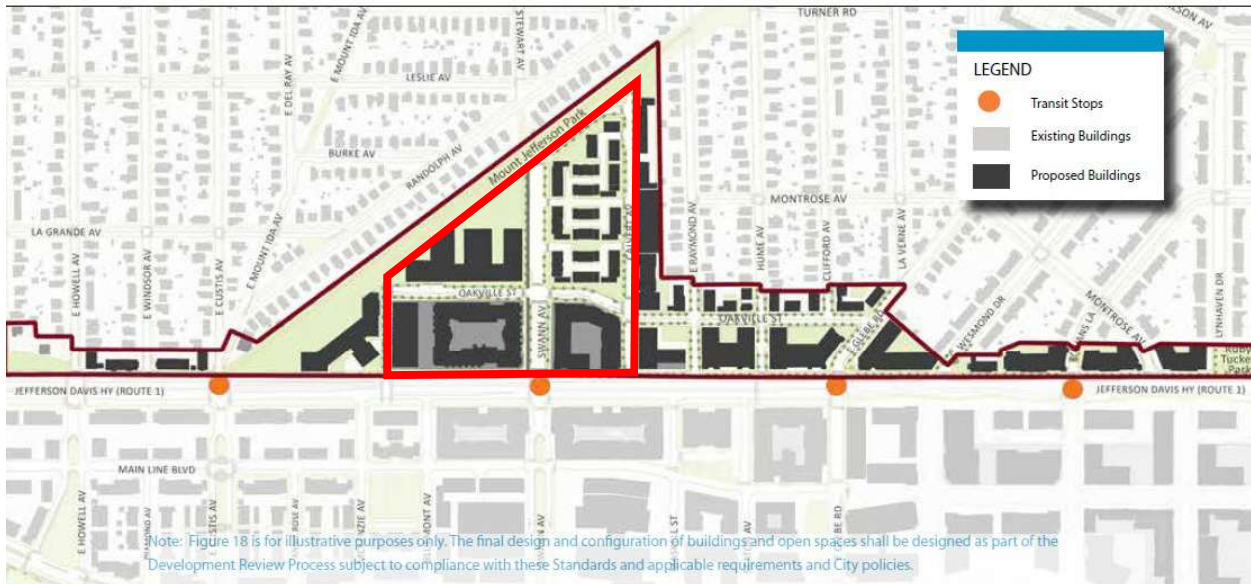 TURNER RD
STEWART AV
E MOUNT IDA AV
LESLIE AV
E DEL RAY AV
BURKE AV
RANDOLPH AV
Mount Jefferson Park
LEGEND
Transit Stops
Existing Buildings
Proposed Buildings
LA GRANDE AV
E HOWELL AV
E WINDSOR AV
E CUSTIS AV
E MOUNT IDA AV
OAKVILLE ST
SWANN AV
CALVERT AV
E RAYMOND AV
HUME AV
MONTROSE AV
CLIFFORD AV
LA VERNE AV
OAKVILLE ST
E GLEBE RD
WESMOND DR
MONTROSE AV
LYNHAVEN DR
Ruby
Tucker
Park
JEFFERSON DAVIS HY (ROUTE 1)
JEFFERSON DAVIS HY (ROUTE 1)
MAIN LINE BLVD
E HOWELL AV
Note: Figure 18 is for illustrative purposes only. The final design and configuration of buildings and open spaces shall be designed as part of the
Development Review Process subject to compliance with these Standards and applicable requirements and City policies.